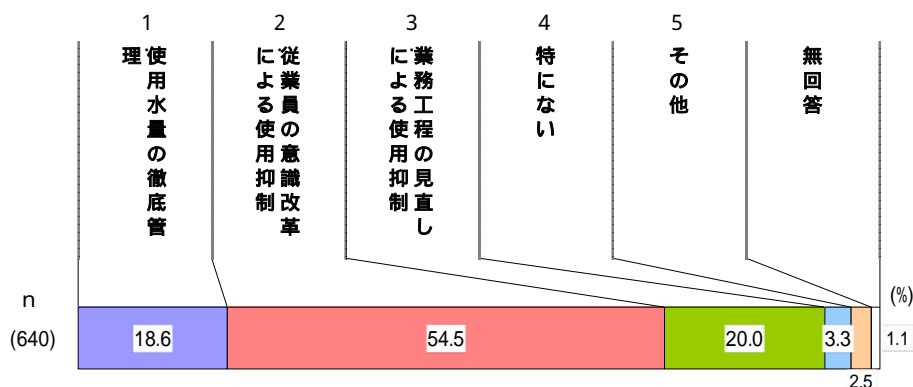 1
2
3
4
5
使用水量の徹底管
理
従業員の意識改革
による使用抑制
業務工程の見直し
による使用抑制
特にない
その他
無回答
n
(%)
(640)
18.6
54.5
20.0
3.3
1.1
2.5